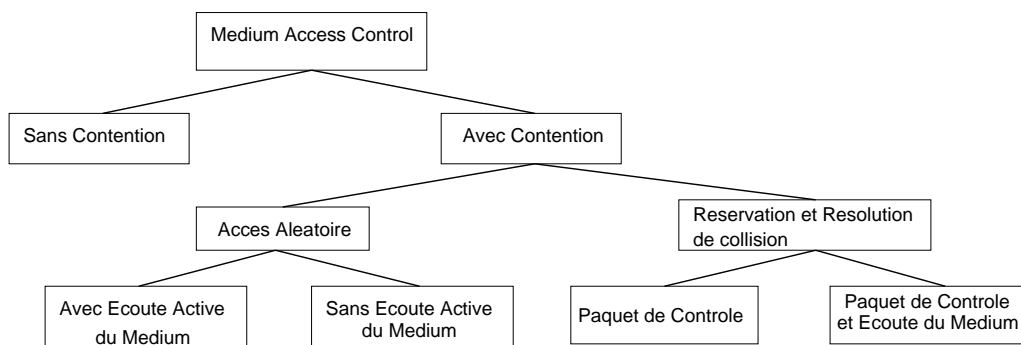 Medium Access Control
Sans Contention
Avec Contention
Acces Aleatoire
Reservation et Resolution
de collision
Avec Ecoute Active
du Medium
Sans Ecoute Active
du Medium
Paquet de Controle
Paquet de Controle
et Ecoute du Medium